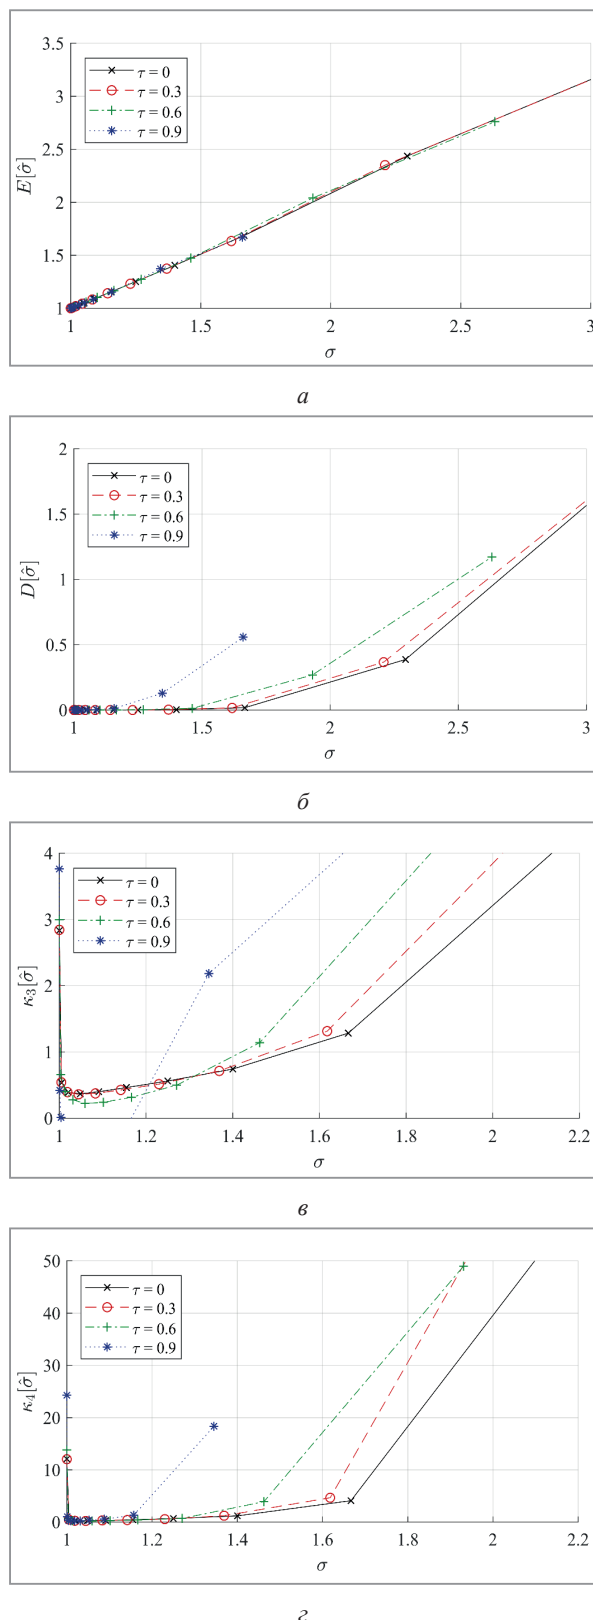 3.5
3
2.5
2
1.5
1
E[σ̂]
τ = 0
τ = 0.3
τ = 0.6
τ = 0.9
1 1.5 2 2.5 3
σ
а
2
1.5
1
0.5
0
D[σ̂]
τ = 0
τ = 0.3
τ = 0.6
τ = 0.9
1 1.5 2 2.5 3
σ
б
4
3
2
1
0
κ₃[σ̂]
τ = 0
τ = 0.3
τ = 0.6
τ = 0.9
1 1.2 1.4 1.6 1.8 2 2.2
σ
в
50
40
30
20
10
0
κ₄[σ̂]
τ = 0
τ = 0.3
τ = 0.6
τ = 0.9
1 1.2 1.4 1.6 1.8 2 2.2
σ
г